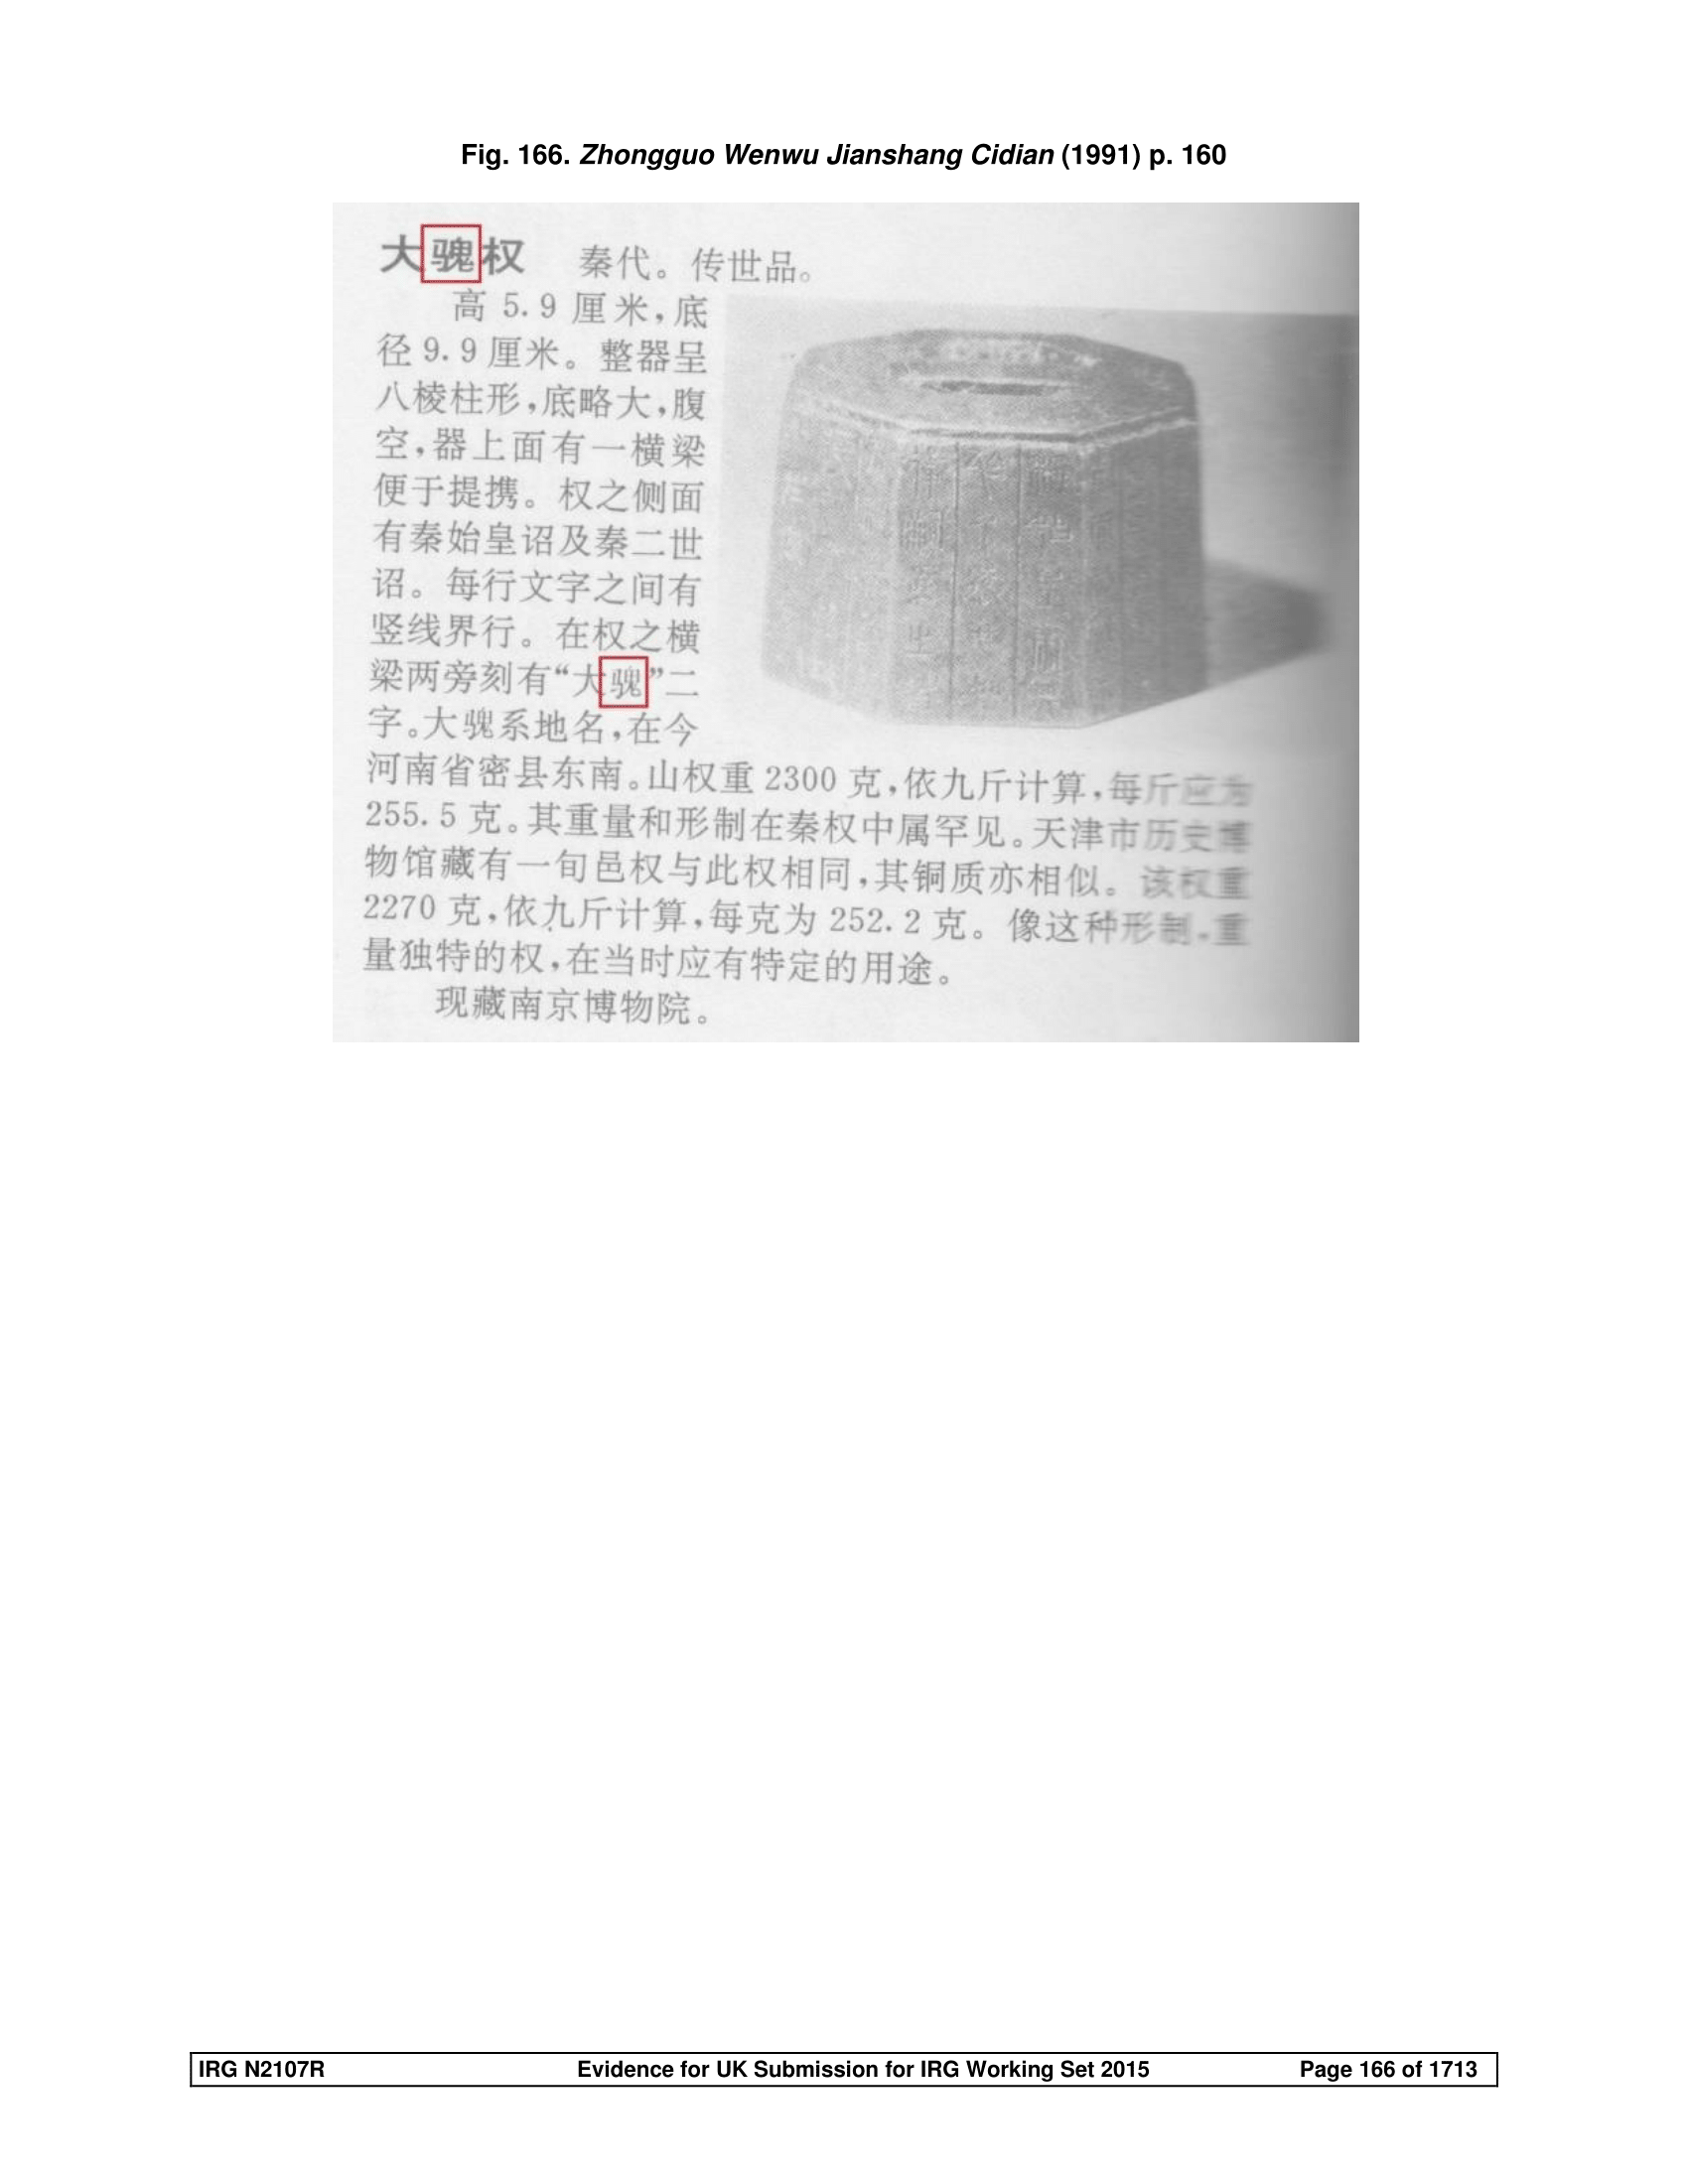 Fig. 166. Zhongguo Wenwu Jianshang Cidian (1991) p. 160
大⿰马鬼权 秦代。传世品。
高 5.9 厘米，底
径 9.9 厘米。整器呈
八棱柱形，底略大，腹
空，器上面有一横梁
便于提携。权之侧面
有秦始皇诏及秦二世
诏。每行文字之间有
竖线界行。在权之横
梁两旁刻有“大⿰马鬼”二
字。大⿰马鬼系地名，在今
河南省密县东南。山权重 2300 克，依九斤计算，每斤应为
255.5 克。其重量和形制在秦权中属罕见。天津市历史博
物馆藏有一旬邑权与此权相同，其铜质亦相似。该权重
2270 克，依九斤计算，每克为 252.2 克。像这种形制，重
量独特的权，在当时应有特定的用途。
现藏南京博物院。
IRG N2107R Evidence for UK Submission for IRG Working Set 2015 Page 166 of 1713